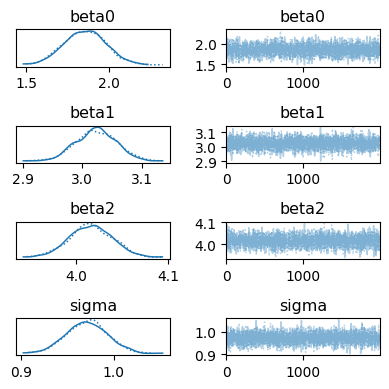 beta0 beta0
2.0
1.5
1.5 2.0 0 1000
beta1 beta1
3.1
3.0
2.9
2.9 3.0 3.1 0 1000
beta2 beta2
4.1
4.0
4.0 4.1 0 1000
sigma sigma
1.0
0.9
0.9 1.0 0 1000